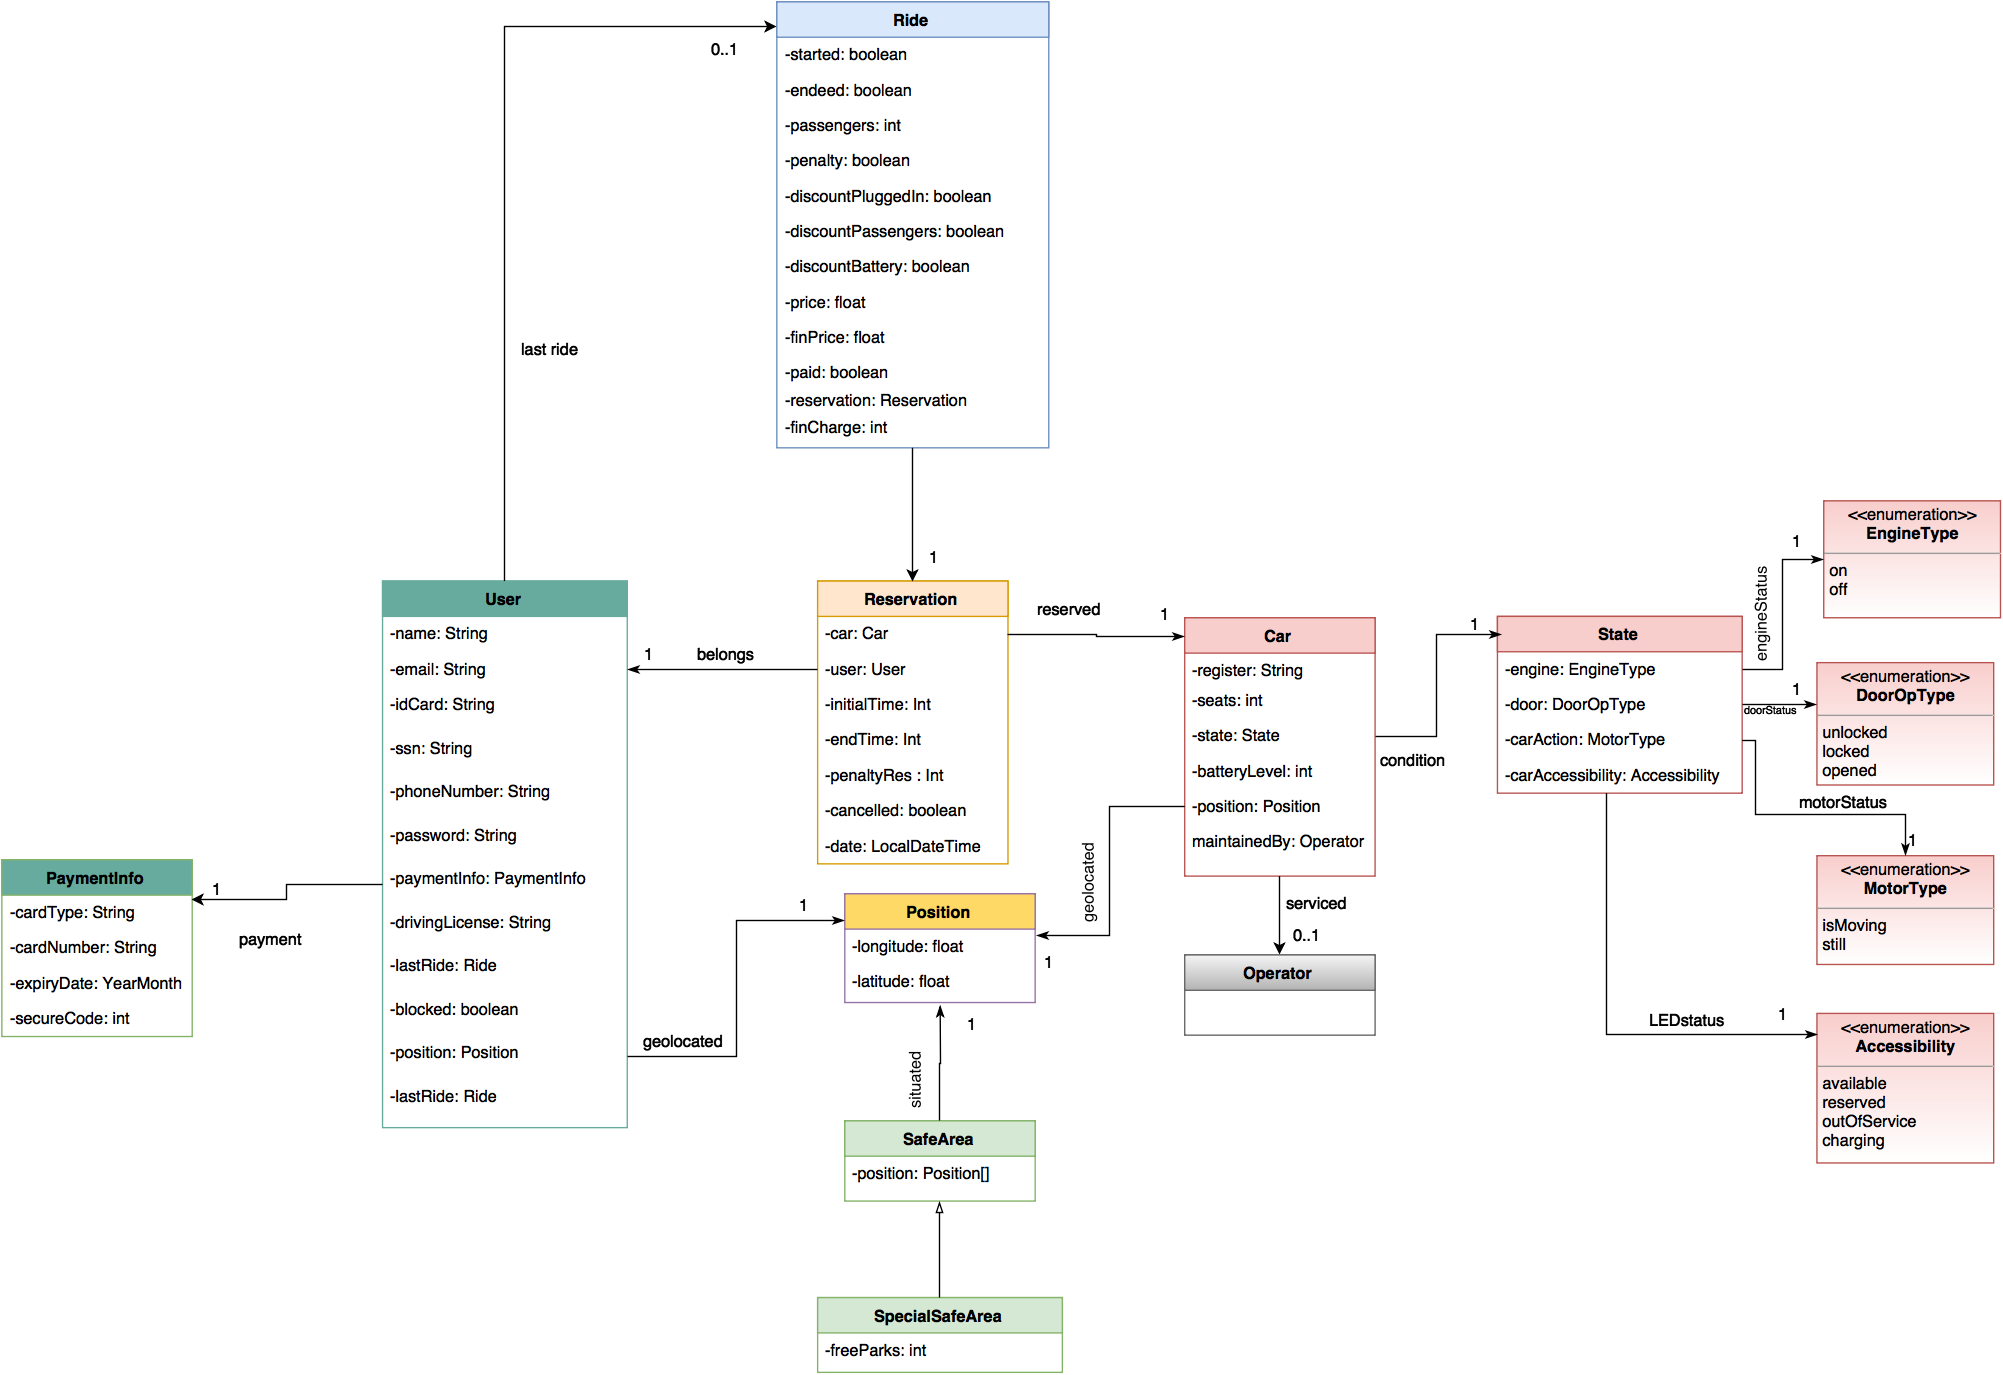 Ride
-started: boolean
-endeed: boolean
-passengers: int
-penalty: boolean
-discountPluggedIn: boolean
-discountPassengers: boolean
-discountBattery: boolean
-price: float
-finPrice: float
-paid: boolean
-reservation: Reservation
-finCharge: int
0..1
last ride
1
User
-name: String
-email: String
-idCard: String
-ssn: String
-phoneNumber: String
-password: String
-paymentInfo: PaymentInfo
-drivingLicense: String
-lastRide: Ride
-blocked: boolean
-position: Position
-lastRide: Ride
1
belongs
Reservation
-car: Car
-user: User
-initialTime: Int
-endTime: Int
-penaltyRes : Int
-cancelled: boolean
-date: LocalDateTime
reserved
1
Car
-register: String
-seats: int
-state: State
-batteryLevel: int
-position: Position
maintainedBy: Operator
condition
1
State
-engine: EngineType
-door: DoorOpType
-carAction: MotorType
-carAccessibility: Accessibility
engineStatus
1
<<enumeration>>
EngineType
on
off
1
doorStatus
<<enumeration>>
DoorOpType
unlocked
locked
opened
motorStatus
1
<<enumeration>>
MotorType
isMoving
still
LEDstatus
1
<<enumeration>>
Accessibility
available
reserved
outOfService
charging
PaymentInfo
-cardType: String
-cardNumber: String
-expiryDate: YearMonth
-secureCode: int
1
payment
geolocated
1
Position
-longitude: float
-latitude: float
geolocated
1
serviced
0..1
Operator
1
situated
SafeArea
-position: Position[]
SpecialSafeArea
-freeParks: int